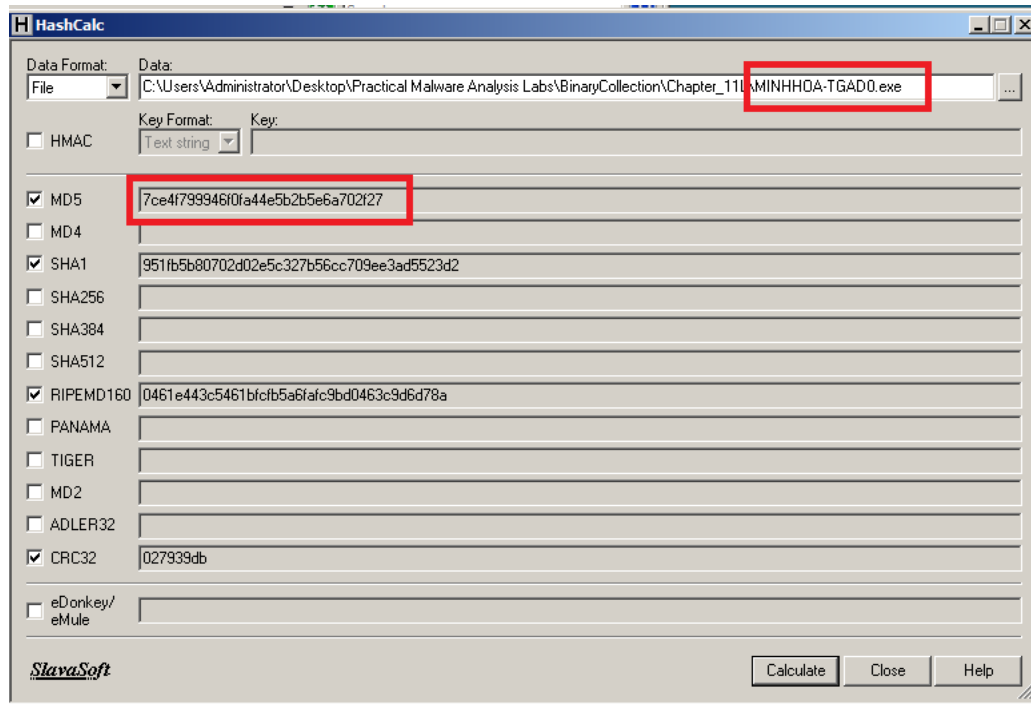 HashCalc
Data Format: Data:
File C:\Users\Administrator\Desktop\Practical Malware Analysis Labs\BinaryCollection\Chapter_11L\MINHHOA-TGAD0.exe ...
Key Format: Key:
HMAC Text string
MD5 7ce4f799946f0fa44e5b2b5e6a702f27
MD4
SHA1 951fb5b80702d02e5c327b56cc709ee3ad5523d2
SHA256
SHA384
SHA512
RIPEMD160 0461e443c5461bfcfb5a6fafc9bd0463c9d6d78a
PANAMA
TIGER
MD2
ADLER32
CRC32 027939db
eDonkey/
eMule
SlavaSoft Calculate Close Help